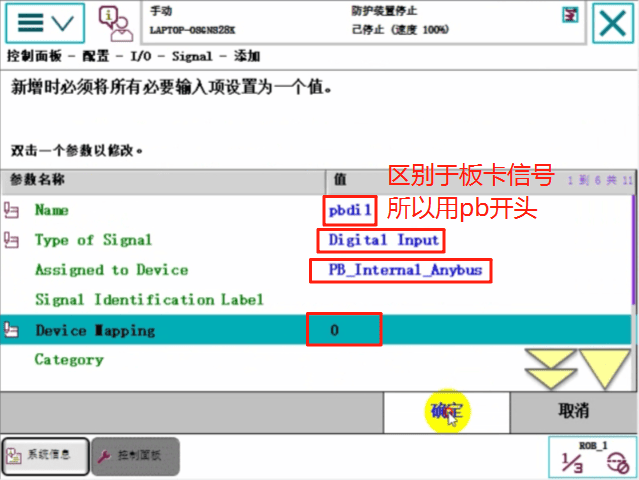 手动
LAPTOP-OSGNS28K
防护装置停止
已停止 (速度 100%)
控制面板 - 配置 - I/O - Signal - 添加
新增时必须将所有必要输入项设置为一个值。
双击一个参数以修改。
参数名称
值
1 到 6 共 11
区别于板卡信号
所以用pb开头
Name
pbdi1
Type of Signal
Digital Input
Assigned to Device
PB_Internal_Anybus
Signal Identification Label
Device Mapping
0
Category
确定
取消
系统信息
控制面板
ROB_1
1/3